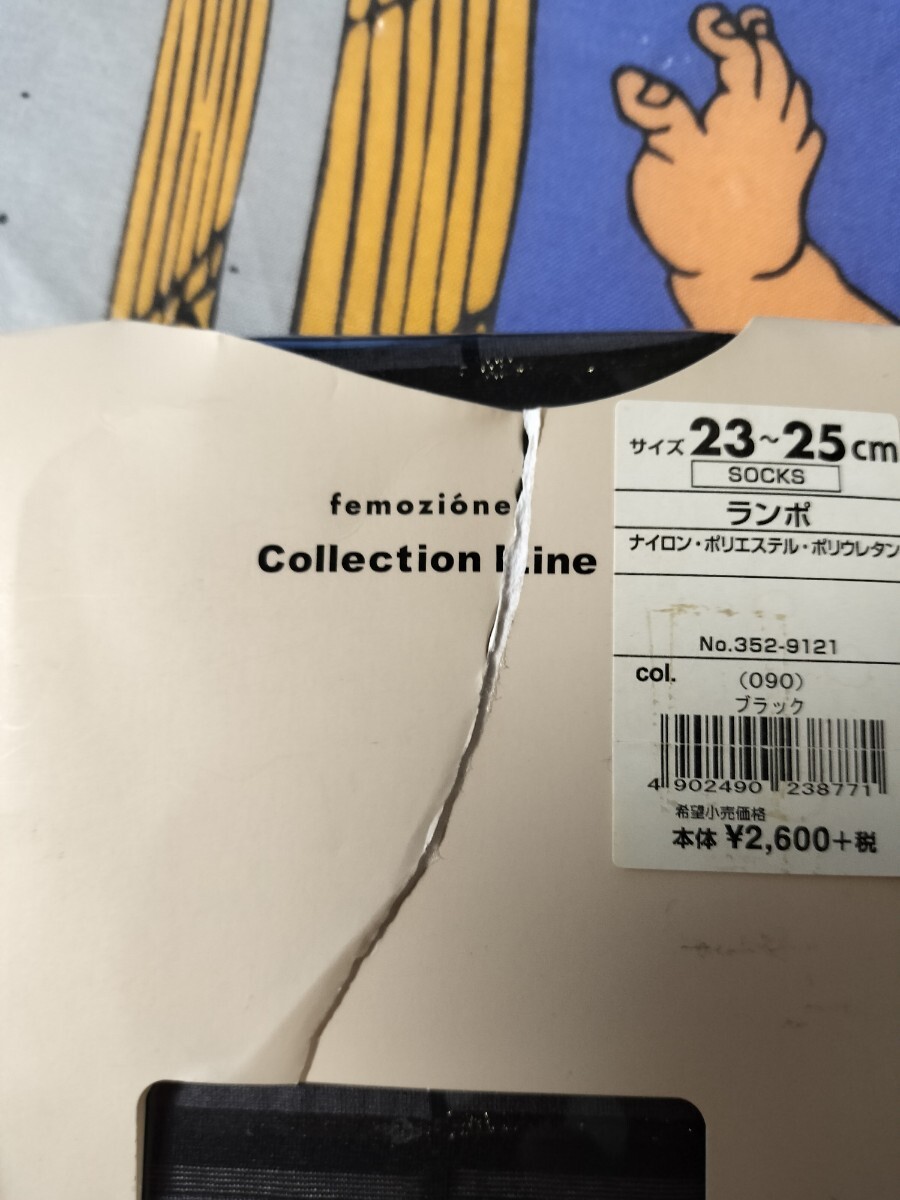 femozióne
Collection Line
サイズ 23~25cm
SOCKS
ランポ
ナイロン・ポリエステル・ポリウレタン
No.352-9121
col. (090)
ブラック
4 902490 238771
希望小売価格
本体 ¥2,600+税